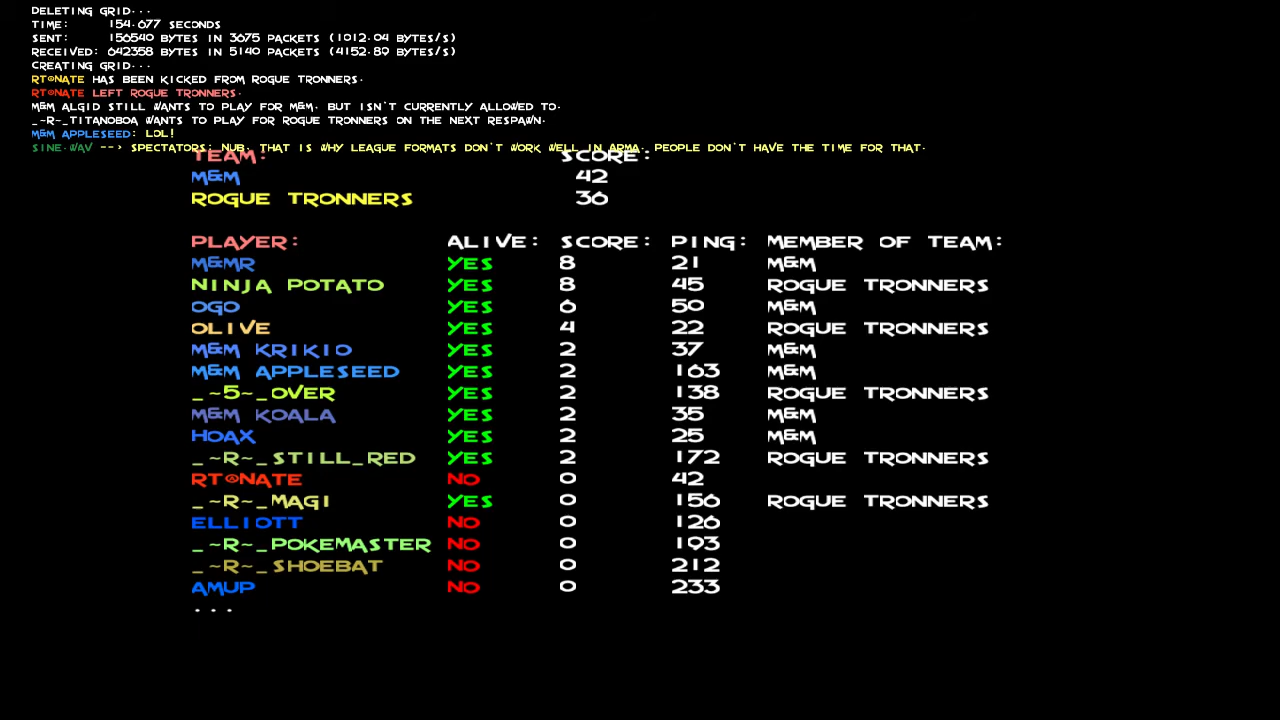 DELETING GRID...
TIME: 154.677 SECONDS
SENT: 156540 BYTES IN 3675 PACKETS (1012.04 BYTES/S)
RECEIVED: 642358 BYTES IN 5140 PACKETS (4152.89 BYTES/S)
CREATING GRID...
RT⊗NATE HAS BEEN KICKED FROM ROGUE TRONNERS.
RT⊗NATE LEFT ROGUE TRONNERS.
M&M ALGID STILL WANTS TO PLAY FOR M&M. BUT ISN'T CURRENTLY ALLOWED TO.
_~R~_TITANOBOA WANTS TO PLAY FOR ROGUE TRONNERS ON THE NEXT RESPAWN.
M&M APPLESEED: LOL!
SINE.WAV --> SPECTATORS: NUB. THAT IS WHY LEAGUE FORMATS DON'T WORK WELL IN ARMA. PEOPLE DON'T HAVE THE TIME FOR THAT.
TEAM: SCORE:
M&M 42
ROGUE TRONNERS 36
PLAYER: ALIVE: SCORE: PING: MEMBER OF TEAM:
M&MR YES 8 21 M&M
NINJA POTATO YES 8 45 ROGUE TRONNERS
OGO YES 6 50 M&M
OLIVE YES 4 22 ROGUE TRONNERS
M&M KRIKIO YES 2 37 M&M
M&M APPLESEED YES 2 163 M&M
_~5~_OVER YES 2 138 ROGUE TRONNERS
M&M KOALA YES 2 35 M&M
HOAX YES 2 25 M&M
_~R~_STILL_RED YES 2 172 ROGUE TRONNERS
RT⊗NATE NO 0 42
_~R~_MAGI YES 0 156 ROGUE TRONNERS
ELLIOTT NO 0 126
_~R~_POKEMASTER NO 0 193
_~R~_SHOEBAT NO 0 212
AMUP NO 0 233
...